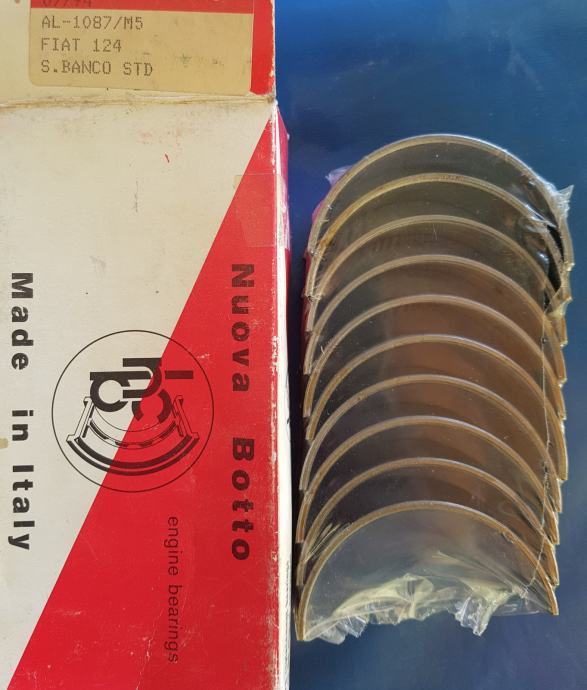 AL-1087/M5
FIAT 124
S.BANCO STD
Nuova Botto
engine bearings
Made in Italy